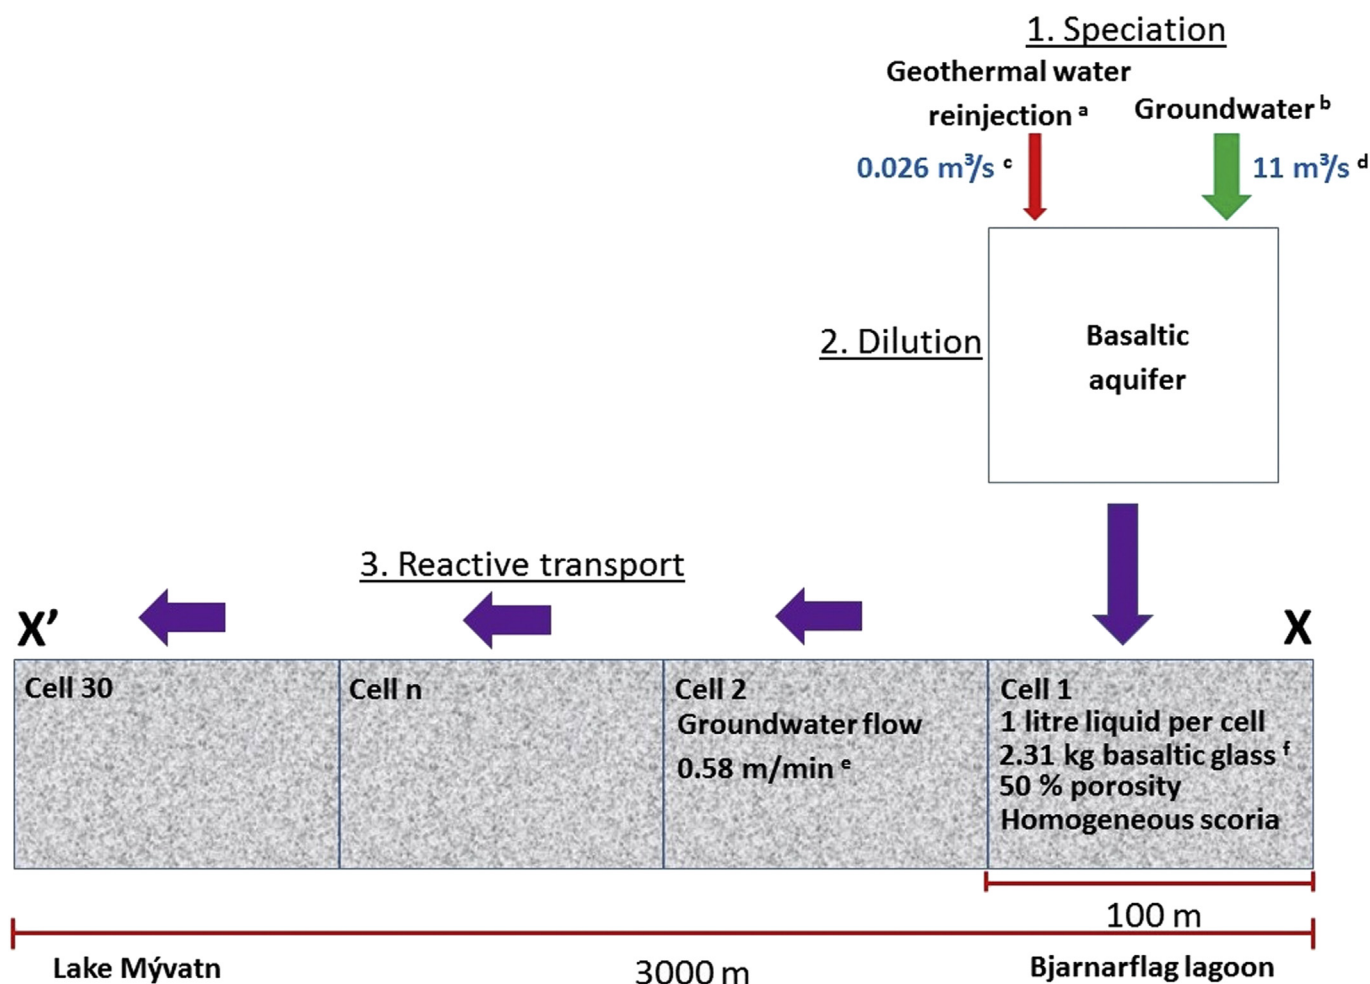 1. Speciation
Geothermal water
reinjection ᵃ
Groundwater ᵇ
0.026 m³/s ᶜ
11 m³/s ᵈ
2. Dilution
Basaltic
aquifer
3. Reactive transport
X’
X
Cell 30
Cell n
Cell 2
Groundwater flow
0.58 m/min ᵉ
Cell 1
1 litre liquid per cell
2.31 kg basaltic glass ᶠ
50 % porosity
Homogeneous scoria
100 m
Lake Mývatn
3000 m
Bjarnarflag lagoon